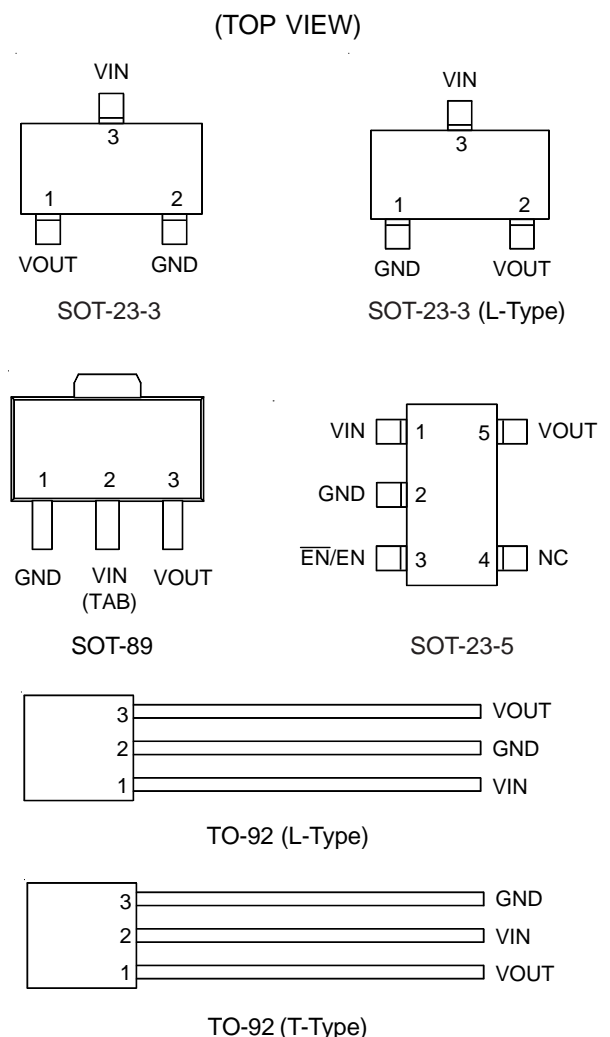 (TOP VIEW)
VIN
3
1 2
VOUT GND
SOT-23-3
VIN
3
1 2
GND VOUT
SOT-23-3 (L-Type)
1 2 3
GND VIN VOUT
(TAB)
SOT-89
VIN 1 5 VOUT
GND 2
EN/EN 3 4 NC
SOT-23-5
3 VOUT
2 GND
1 VIN
TO-92 (L-Type)
3 GND
2 VIN
1 VOUT
TO-92 (T-Type)